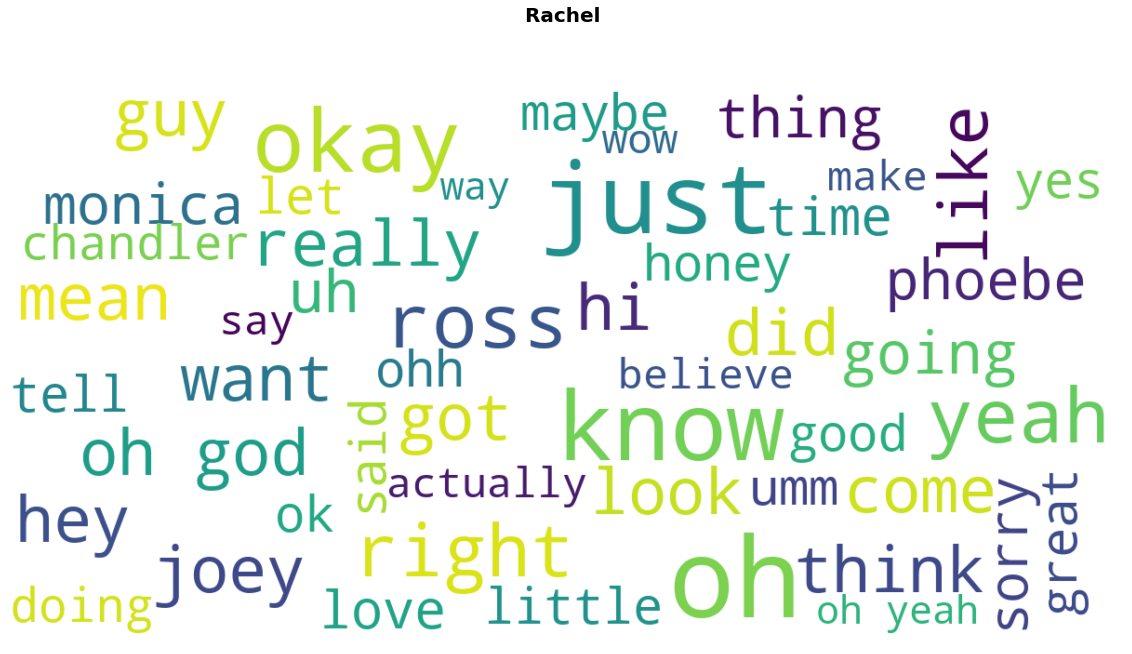 Rachel
guy
okay
maybe
wow
thing
like
monica
let
way
just
time
make
yes
chandler
really
honey
phoebe
mean
uh
say
ross
hi
did
going
tell
want
ohh
believe
said
got
know
good
yeah
oh god
actually
look
umm
come
hey
ok
right
oh
think
sorry
great
joey
doing
love
little
oh yeah